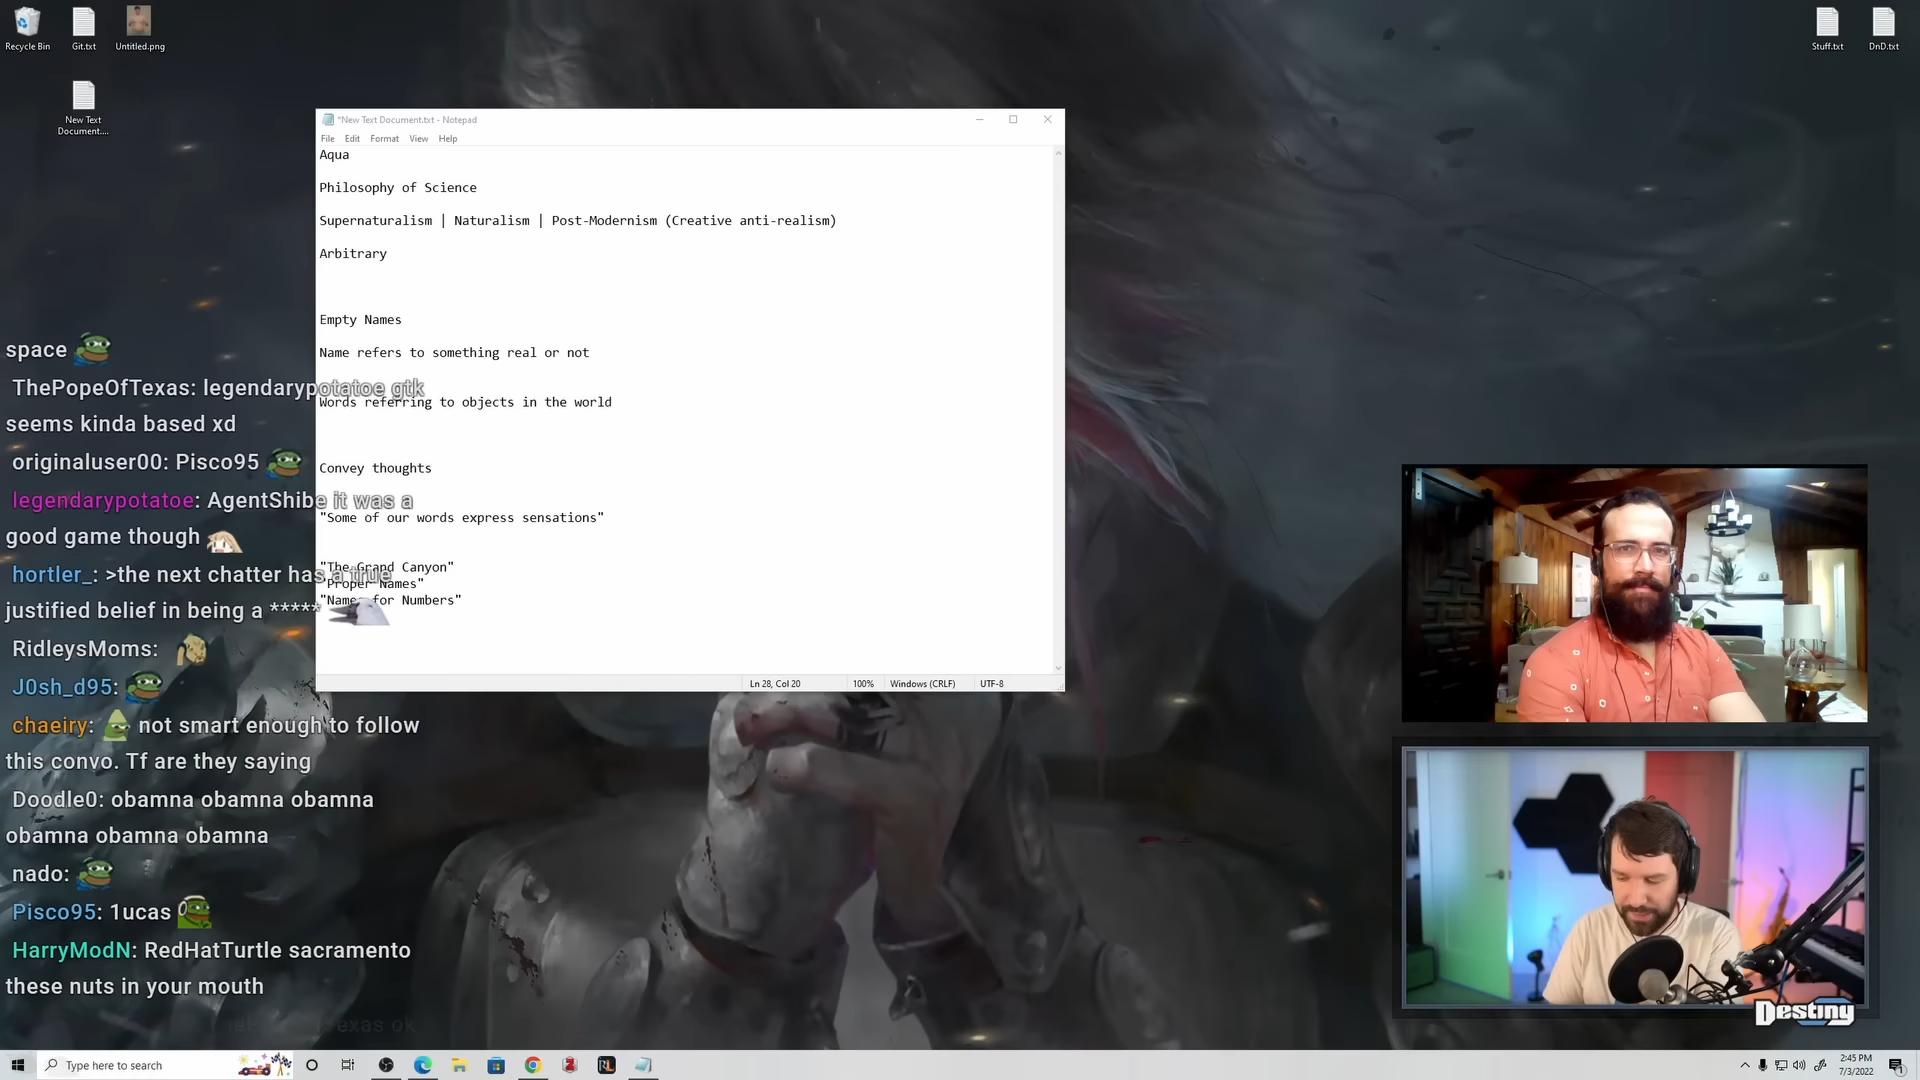 Recycle Bin
Git.txt
Untitled.png
New Text
Document....
Stuff.txt
DnD.txt
*New Text Document.txt - Notepad
File Edit Format View Help
Aqua
Philosophy of Science
Supernaturalism | Naturalism | Post-Modernism (Creative anti-realism)
Arbitrary
Empty Names
Name refers to something real or not
Words referring to objects in the world
Convey thoughts
"Some of our words express sensations"
"The Grand Canyon"
"Proper Names"
"Names for Numbers"
Ln 28, Col 20 100% Windows (CRLF) UTF-8
space
ThePopeOfTexas: legendarypotatoe gtk
seems kinda based xd
originaluser00: Pisco95
legendarypotatoe: AgentShibe it was a
good game though
hortler_: >the next chatter has a true
justified belief in being a *****
RidleysMoms:
J0sh_d95:
chaeiry: not smart enough to follow
this convo. Tf are they saying
Doodle0: obamna obamna obamna
obamna obamna obamna
nado:
Pisco95: 1ucas
HarryModN: RedHatTurtle sacramento
these nuts in your mouth
Destiny
Type here to search
2:45 PM
7/3/2022